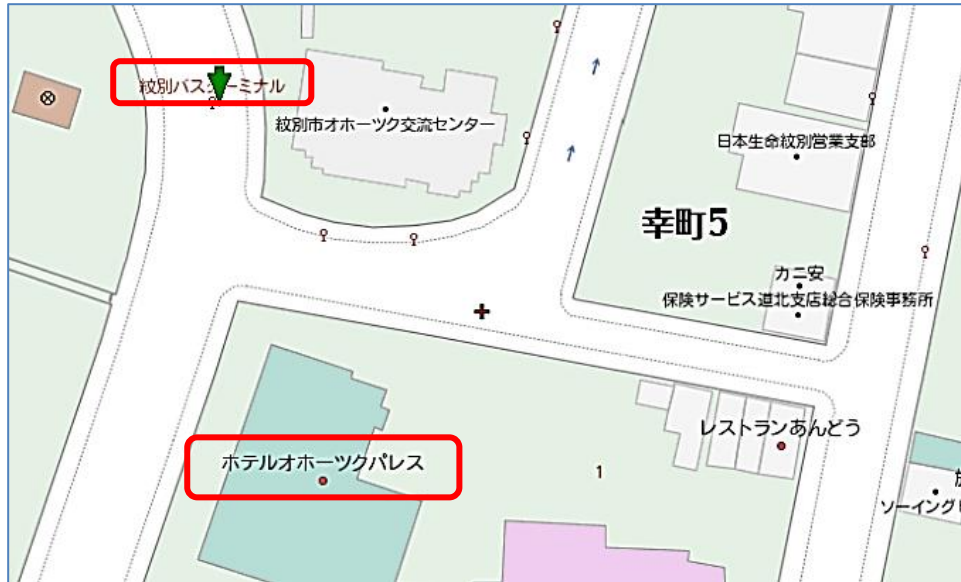 紋別バスターミナル
紋別市オホーツク交流センター
日本生命紋別営業支部
幸町5
カニ安
保険サービス道北支店総合保険事務所
レストランあんどう
ホテルオホーツクパレス
1
ソーイング